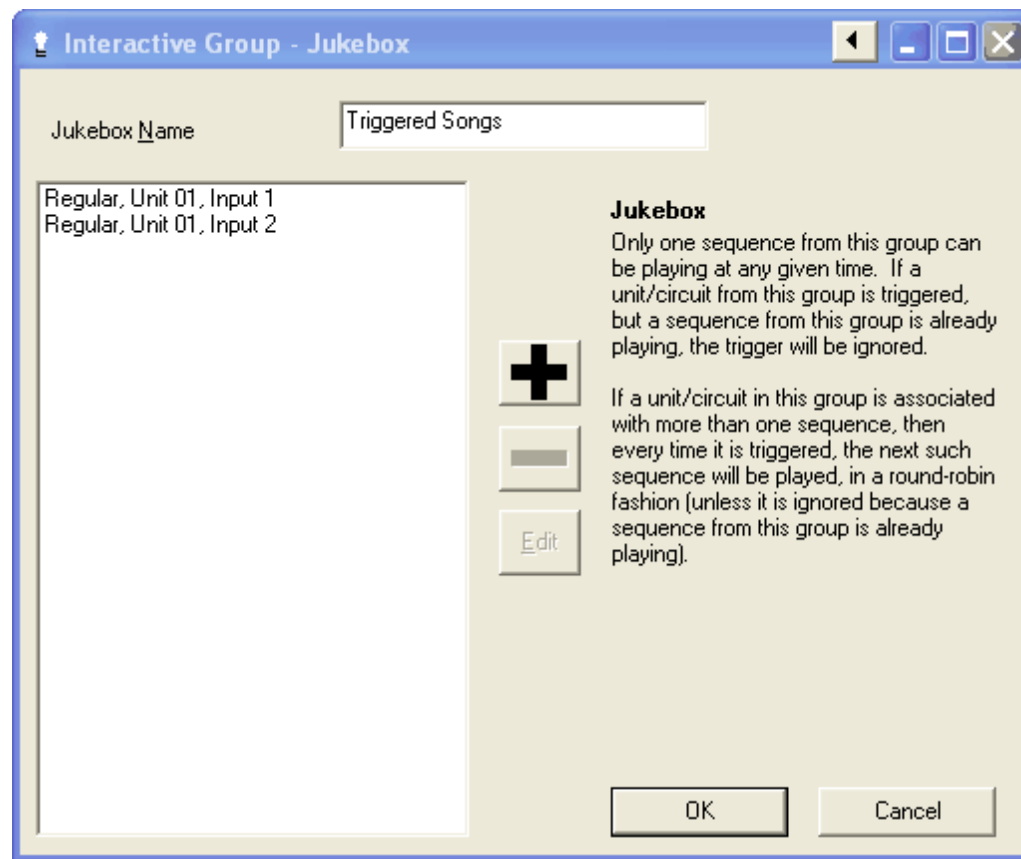 Interactive Group - Jukebox
Jukebox Name
Triggered Songs
Regular, Unit 01, Input 1
Regular, Unit 01, Input 2
Edit
Jukebox
Only one sequence from this group can
be playing at any given time.  If a
unit/circuit from this group is triggered,
but a sequence from this group is already
playing, the trigger will be ignored.
If a unit/circuit in this group is associated
with more than one sequence, then
every time it is triggered, the next such
sequence will be played, in a round-robin
fashion (unless it is ignored because a
sequence from this group is already
playing).
OK
Cancel